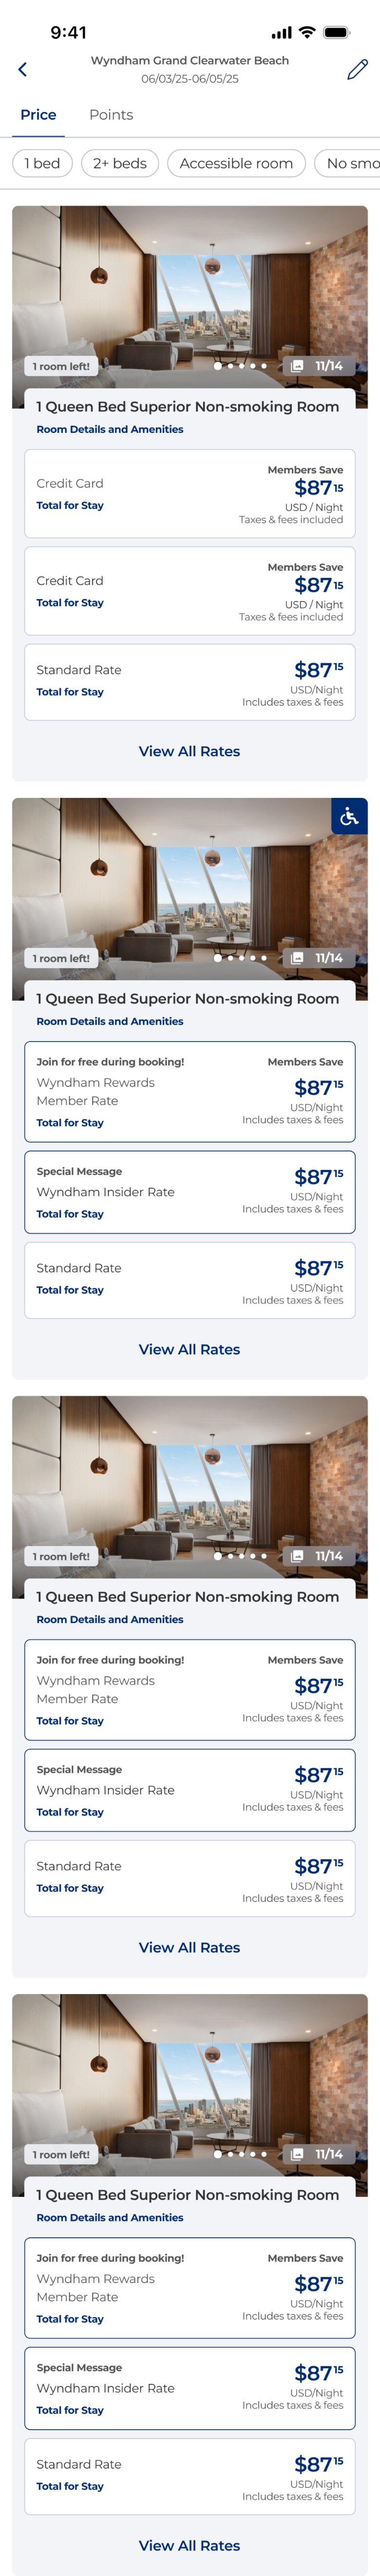 9:41
Wyndham Grand Clearwater Beach
06/03/25-06/05/25
Price Points
1 bed 2+ beds Accessible room No smo
1 room left! 11/14
1 Queen Bed Superior Non-smoking Room
Room Details and Amenities
Members Save
Credit Card $87 15
Total for Stay USD / Night
Taxes & fees included
Members Save
Credit Card $87 15
Total for Stay USD / Night
Taxes & fees included
Standard Rate $87 15
Total for Stay USD/Night
Includes taxes & fees
View All Rates
1 room left! 11/14
1 Queen Bed Superior Non-smoking Room
Room Details and Amenities
Join for free during booking! Members Save
Wyndham Rewards $87 15
Member Rate USD/Night
Total for Stay Includes taxes & fees
Special Message $87 15
Wyndham Insider Rate USD/Night
Total for Stay Includes taxes & fees
Standard Rate $87 15
Total for Stay USD/Night
Includes taxes & fees
View All Rates
1 room left! 11/14
1 Queen Bed Superior Non-smoking Room
Room Details and Amenities
Join for free during booking! Members Save
Wyndham Rewards $87 15
Member Rate USD/Night
Total for Stay Includes taxes & fees
Special Message $87 15
Wyndham Insider Rate USD/Night
Total for Stay Includes taxes & fees
Standard Rate $87 15
Total for Stay USD/Night
Includes taxes & fees
View All Rates
1 room left! 11/14
1 Queen Bed Superior Non-smoking Room
Room Details and Amenities
Join for free during booking! Members Save
Wyndham Rewards $87 15
Member Rate USD/Night
Total for Stay Includes taxes & fees
Special Message $87 15
Wyndham Insider Rate USD/Night
Total for Stay Includes taxes & fees
Standard Rate $87 15
Total for Stay USD/Night
Includes taxes & fees
View All Rates